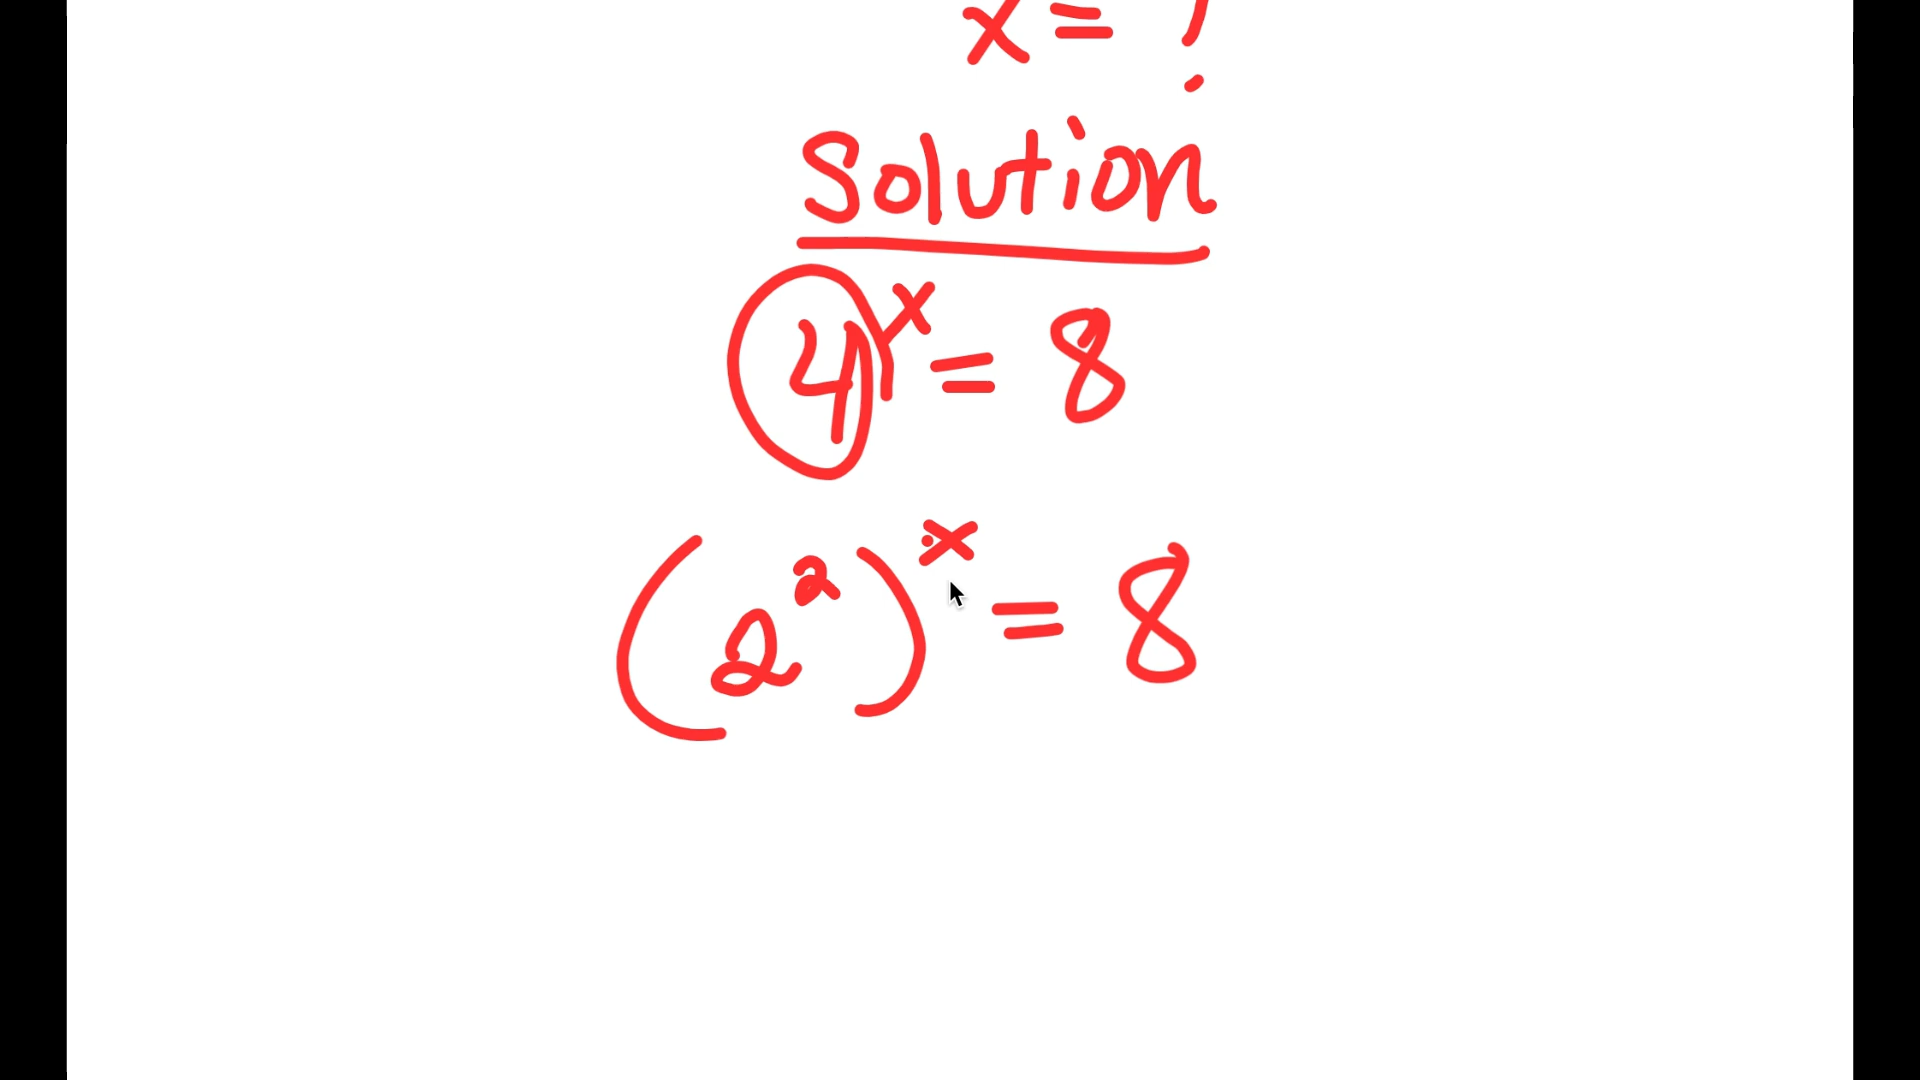 x = ?
Solution
4^x = 8
(2^2)^x = 8